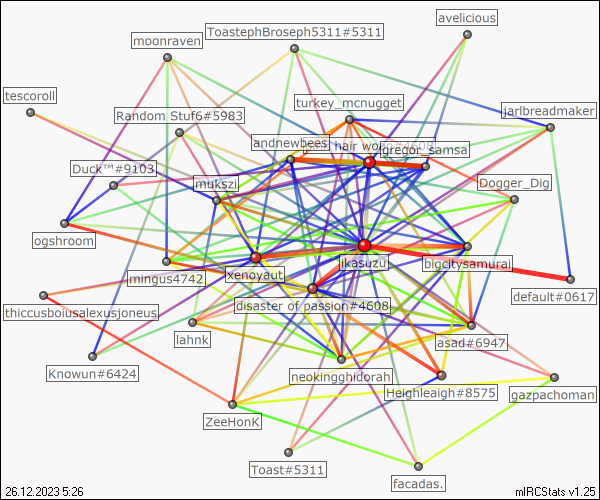 avelicious
ToastephBroseph5311#5311
moonraven
tescoroll
turkey_mcnugget
jarlbreadmaker
Random Stuf6#5983
andnewbees
hair
#4608
gregor_samsa
Duck™#9103
mukszi
Dogger_Dig
ogshroom
ikasuzu
bigcitysamurai
xenoyaut
mingus4742
default#0617
disaster of passion#4608
thiccusboiusalexusjoneus
lahnk
asad#6947
Knowun#6424
neokingghidorah
Heighleaigh#8575
gazpachoman
ZeeHonK
Toast#5311
facadas.
26.12.2023 5:26
mIRCStats v1.25